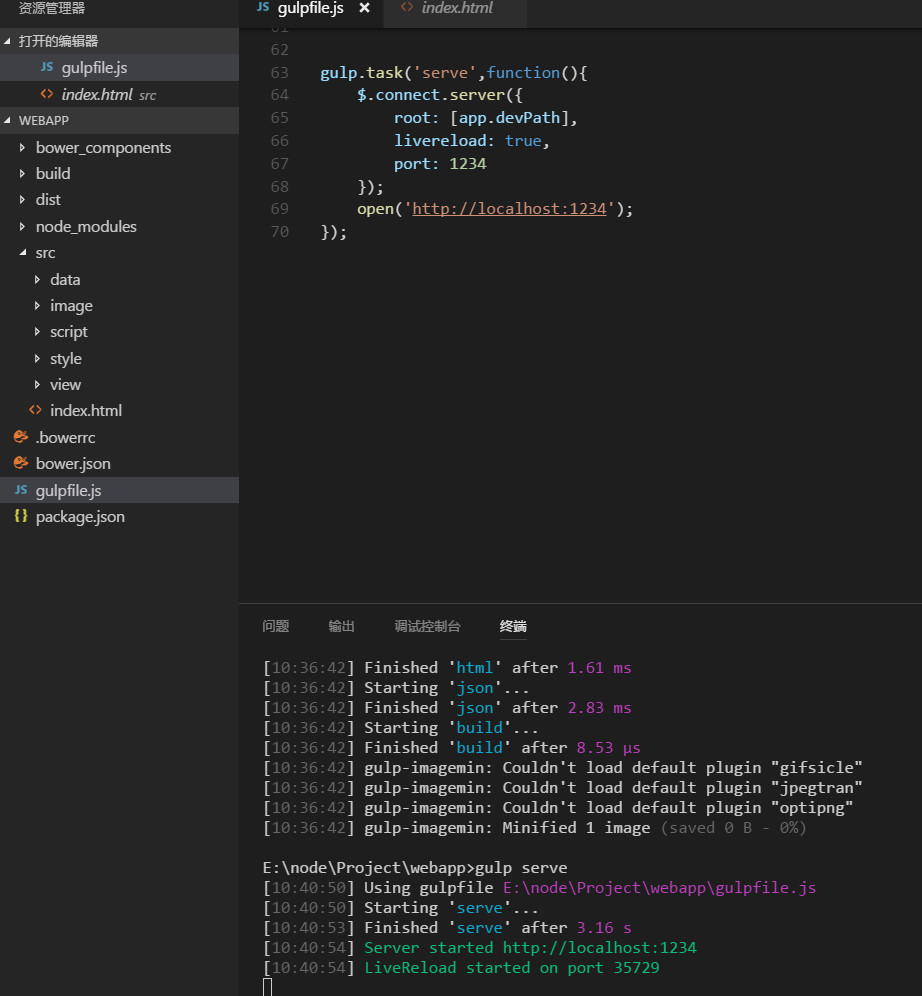 资源管理器
打开的编辑器
JS gulpfile.js
<> index.html src
WEBAPP
bower_components
build
dist
node_modules
src
data
image
script
style
view
<> index.html
.bowerrc
bower.json
JS gulpfile.js
{} package.json
JS gulpfile.js ×
<> index.html
61
62
63 gulp.task('serve',function(){
64 $.connect.server({
65 root: [app.devPath],
66 livereload: true,
67 port: 1234
68 });
69 open('http://localhost:1234');
70 });
问题 输出 调试控制台 终端
[10:36:42] Finished 'html' after 1.61 ms
[10:36:42] Starting 'json'...
[10:36:42] Finished 'json' after 2.83 ms
[10:36:42] Starting 'build'...
[10:36:42] Finished 'build' after 8.53 μs
[10:36:42] gulp-imagemin: Couldn't load default plugin "gifsicle"
[10:36:42] gulp-imagemin: Couldn't load default plugin "jpegtran"
[10:36:42] gulp-imagemin: Couldn't load default plugin "optipng"
[10:36:42] gulp-imagemin: Minified 1 image (saved 0 B - 0%)
E:\node\Project\webapp>gulp serve
[10:40:50] Using gulpfile E:\node\Project\webapp\gulpfile.js
[10:40:50] Starting 'serve'...
[10:40:53] Finished 'serve' after 3.16 s
[10:40:54] Server started http://localhost:1234
[10:40:54] LiveReload started on port 35729